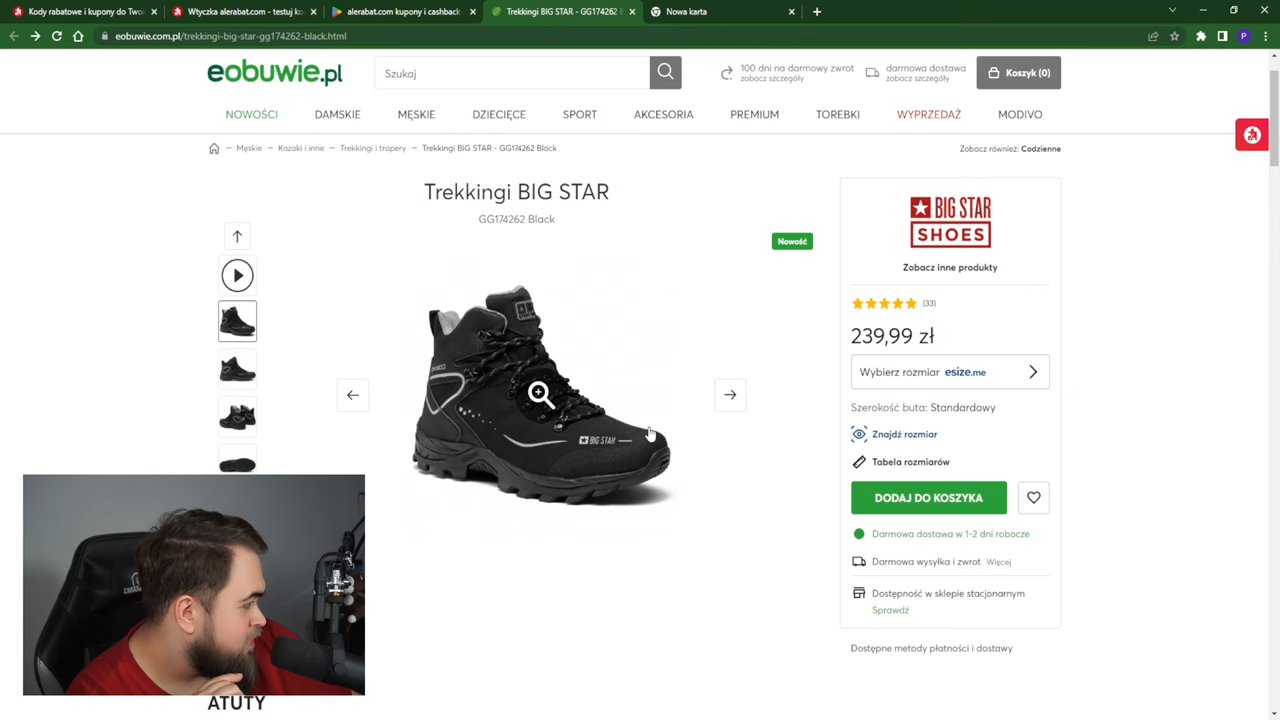 Kody rabatowe i kupony do Two
Wtyczka alerabat.com - testuj ko
alerabat.com kupony i cashback
Trekkingi BIG STAR - GG174262 B
Nowa karta
eobuwie.com.pl/trekkingi-big-star-gg174262-black.html
P
eobuwie.pl
Szukaj
100 dni na darmowy zwrot
zobacz szczegóły
darmowa dostawa
zobacz szczegóły
Koszyk (0)
NOWOŚCI
DAMSKIE
MĘSKIE
DZIECIĘCE
SPORT
AKCESORIA
PREMIUM
TOREBKI
WYPRZEDAŻ
MODIVO
— Męskie — Kozaki i inne — Trekkingi i trapery — Trekkingi BIG STAR - GG174262 Black
Zobacz również: Codzienne
Trekkingi BIG STAR
GG174262 Black
Nowość
BIG STAR
BIG STAR
SHOES
Zobacz inne produkty
(33)
239,99 zł
Wybierz rozmiar esize.me
Szerokość buta: Standardowy
Znajdź rozmiar
Tabela rozmiarów
DODAJ DO KOSZYKA
Darmowa dostawa w 1-2 dni robocze
Darmowa wysyłka i zwrot Więcej
Dostępność w sklepie stacjonarnym
Sprawdź
Dostępne metody płatności i dostawy
ATUTY